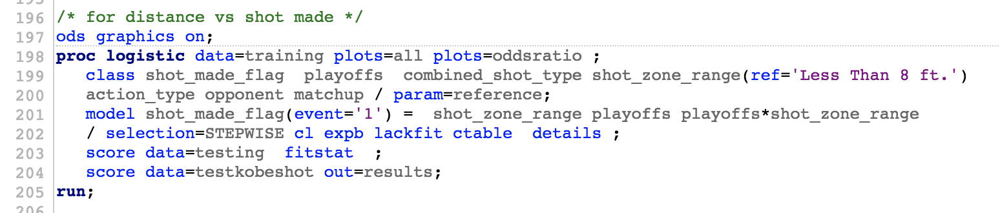 195
196 /* for distance vs shot made */
197 ods graphics on;
198 proc logistic data=training plots=all plots=oddsratio ;
199 class shot_made_flag  playoffs  combined_shot_type shot_zone_range(ref='Less Than 8 ft.')
200 action_type opponent matchup / param=reference;
201 model shot_made_flag(event='1') =  shot_zone_range playoffs playoffs*shot_zone_range
202 / selection=STEPWISE cl expb lackfit ctable  details ;
203 score data=testing  fitstat  ;
204 score data=testkobeshot out=results;
205 run;
206